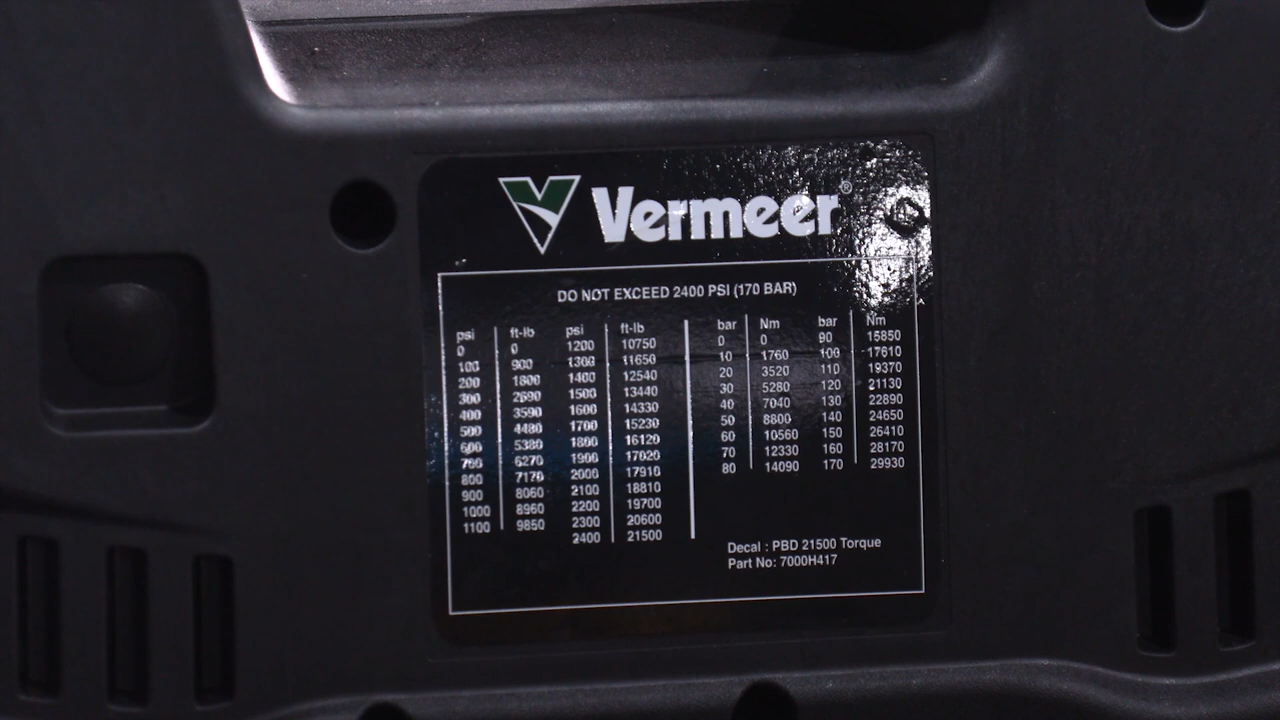 Vermeer®
DO NOT EXCEED 2400 PSI (170 BAR)
psi ft-lb psi ft-lb bar Nm bar Nm
0 0 1200 10750 0 0 90 15850
100 900 1300 11650 10 1760 100 17610
200 1800 1400 12540 20 3520 110 19370
300 2690 1500 13440 30 5280 120 21130
400 3590 1600 14330 40 7040 130 22890
500 4480 1700 15230 50 8800 140 24650
600 5380 1800 16120 60 10560 150 26410
700 6270 1900 17020 70 12330 160 28170
800 7170 2000 17910 80 14090 170 29930
900 8060 2100 18810
1000 8960 2200 19700
1100 9850 2300 20600
2400 21500
Decal : PBD 21500 Torque
Part No: 7000H417